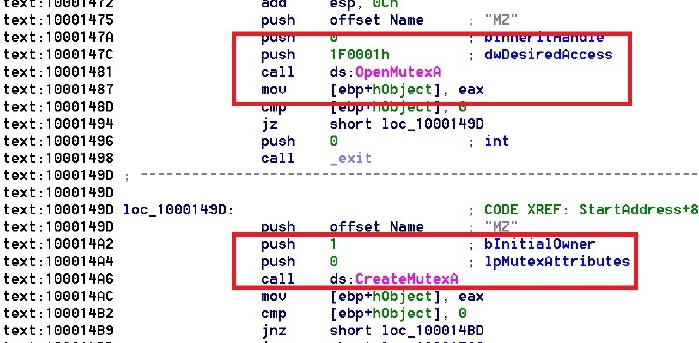 text:10001472 add esp, 0Ch
text:10001475 push offset Name ; "MZ"
text:1000147A push 0 ; bInheritHandle
text:1000147C push 1F0001h ; dwDesiredAccess
text:10001481 call ds:OpenMutexA
text:10001487 mov [ebp+hObject], eax
text:1000148D cmp [ebp+hObject], 0
text:10001494 jz short loc_1000149D
text:10001496 push 0 ; int
text:10001498 call _exit
text:1000149D ; ---------------------------------------------------------------------------
text:1000149D
text:1000149D loc_1000149D: ; CODE XREF: StartAddress+8
text:1000149D push offset Name ; "MZ"
text:100014A2 push 1 ; bInitialOwner
text:100014A4 push 0 ; lpMutexAttributes
text:100014A6 call ds:CreateMutexA
text:100014AC mov [ebp+hObject], eax
text:100014B2 cmp [ebp+hObject], 0
text:100014B9 jnz short loc_100014BD